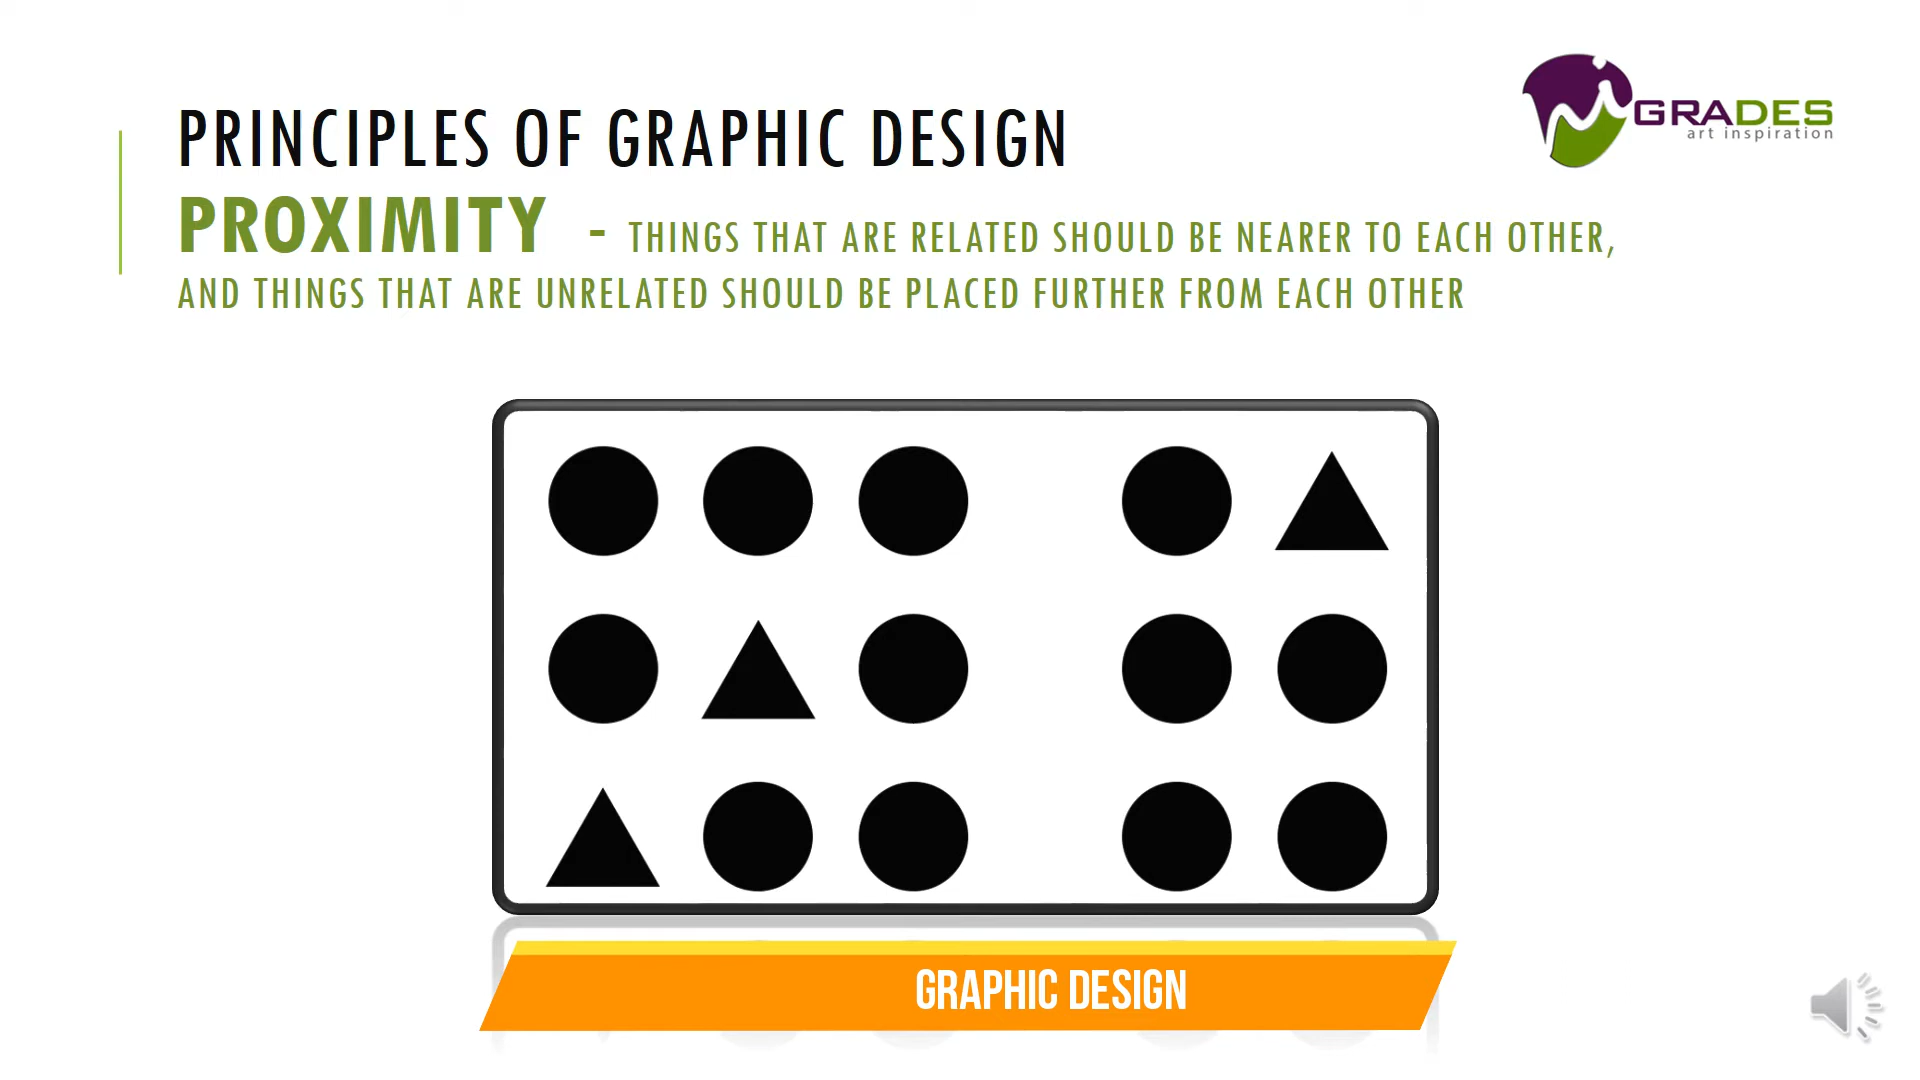 PRINCIPLES OF GRAPHIC DESIGN
PROXIMITY - THINGS THAT ARE RELATED SHOULD BE NEARER TO EACH OTHER,
AND THINGS THAT ARE UNRELATED SHOULD BE PLACED FURTHER FROM EACH OTHER
GRADES
art inspiration
GRAPHIC DESIGN